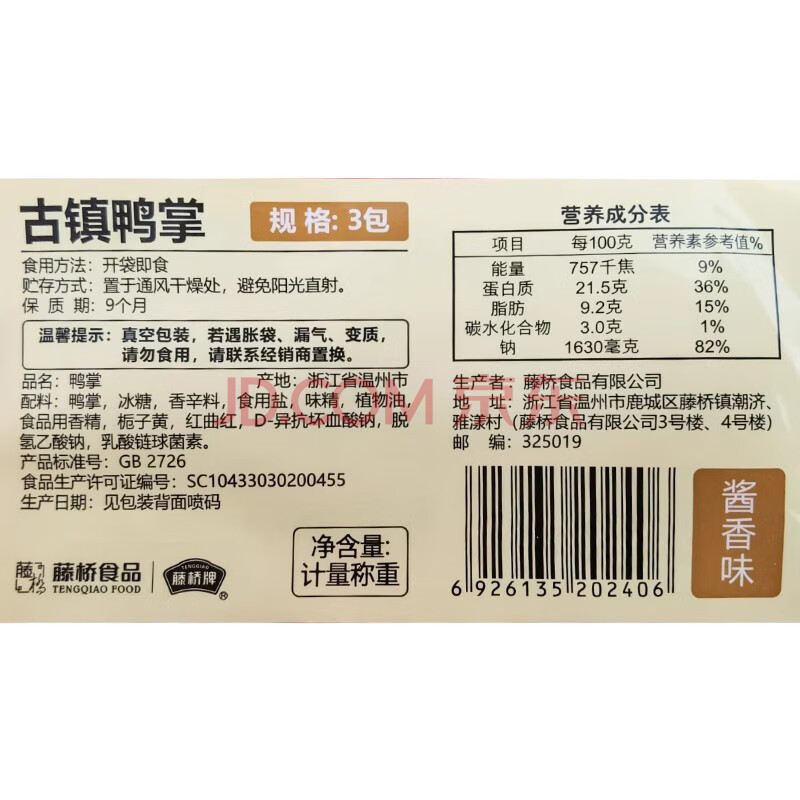 古镇鸭掌
规格: 3包
食用方法：开袋即食
贮存方式：置于通风干燥处，避免阳光直射。
保 质 期：9个月
温馨提示：真空包装，若遇胀袋、漏气、变质，
请勿食用，请联系经销商置换。
品名：鸭掌 产地：浙江省温州市
配料：鸭掌，冰糖，香辛料，食用盐，味精，植物油，
食品用香精，栀子黄，红曲红，D-异抗坏血酸钠，脱
氢乙酸钠，乳酸链球菌素。
产品标准号：GB 2726
食品生产许可证编号：SC10433030200455
生产日期：见包装背面喷码
藤桥
藤桥食品
TENGQIAO FOOD
TENGQIAO
藤桥牌
®
净含量:
计量称重
营养成分表
项目 每100克 营养素参考值%
能量 757千焦 9%
蛋白质 21.5克 36%
脂肪 9.2克 15%
碳水化合物 3.0克 1%
钠 1630毫克 82%
生产者：藤桥食品有限公司
地 址：浙江省温州市鹿城区藤桥镇潮济、
雅漾村（藤桥食品有限公司3号楼、4号楼）
邮 编：325019
6 926135 202406
酱香味
JD.COM 京东